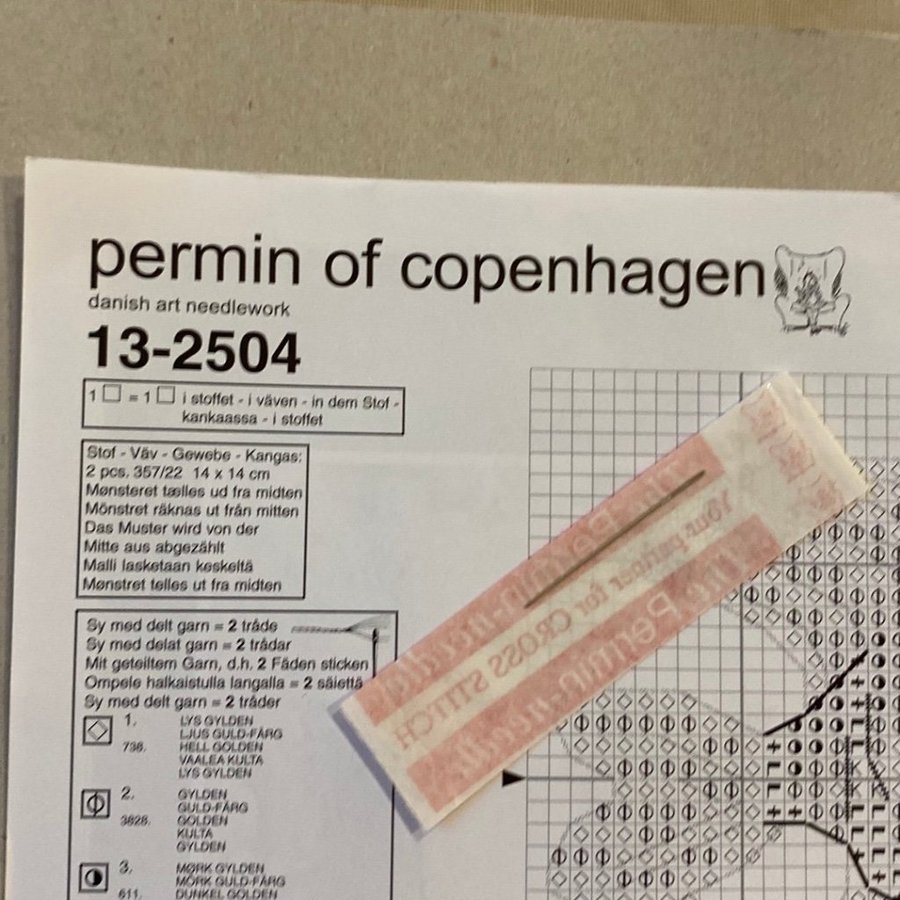 permin of copenhagen
danish art needlework
13-2504
1 □ = 1 □ i stoffet - i väven - in dem Stof -
kankaassa - i stoffet
Stof - Väv - Gewebe - Kangas:
2 pcs. 357/22 14 x 14 cm
Mønsteret tælles ud fra midten
Mönstret räknas ut från mitten
Das Muster wird von der
Mitte aus abgezählt
Malli lasketaan keskeltä
Mønstret telles ut fra midten
Sy med delt garn = 2 tråde
Sy med delat garn = 2 trådar
Mit geteiltem Garn, d.h. 2 Fäden sticken
Ompele halkaistulla langalla = 2 säiettä
Sy med delt garn = 2 tråder
1. LYS GYLDEN
LJUS GULD-FÄRG
738. HELL GOLDEN
VAALEA KULTA
LYS GYLDEN
2. GYLDEN
GULD-FÄRG
3828. GOLDEN
KULTA
GYLDEN
3. MØRK GYLDEN
MÖRK GULD-FÄRG
611. DUNKEL GOLDEN
Your partner for CROSS STITCH